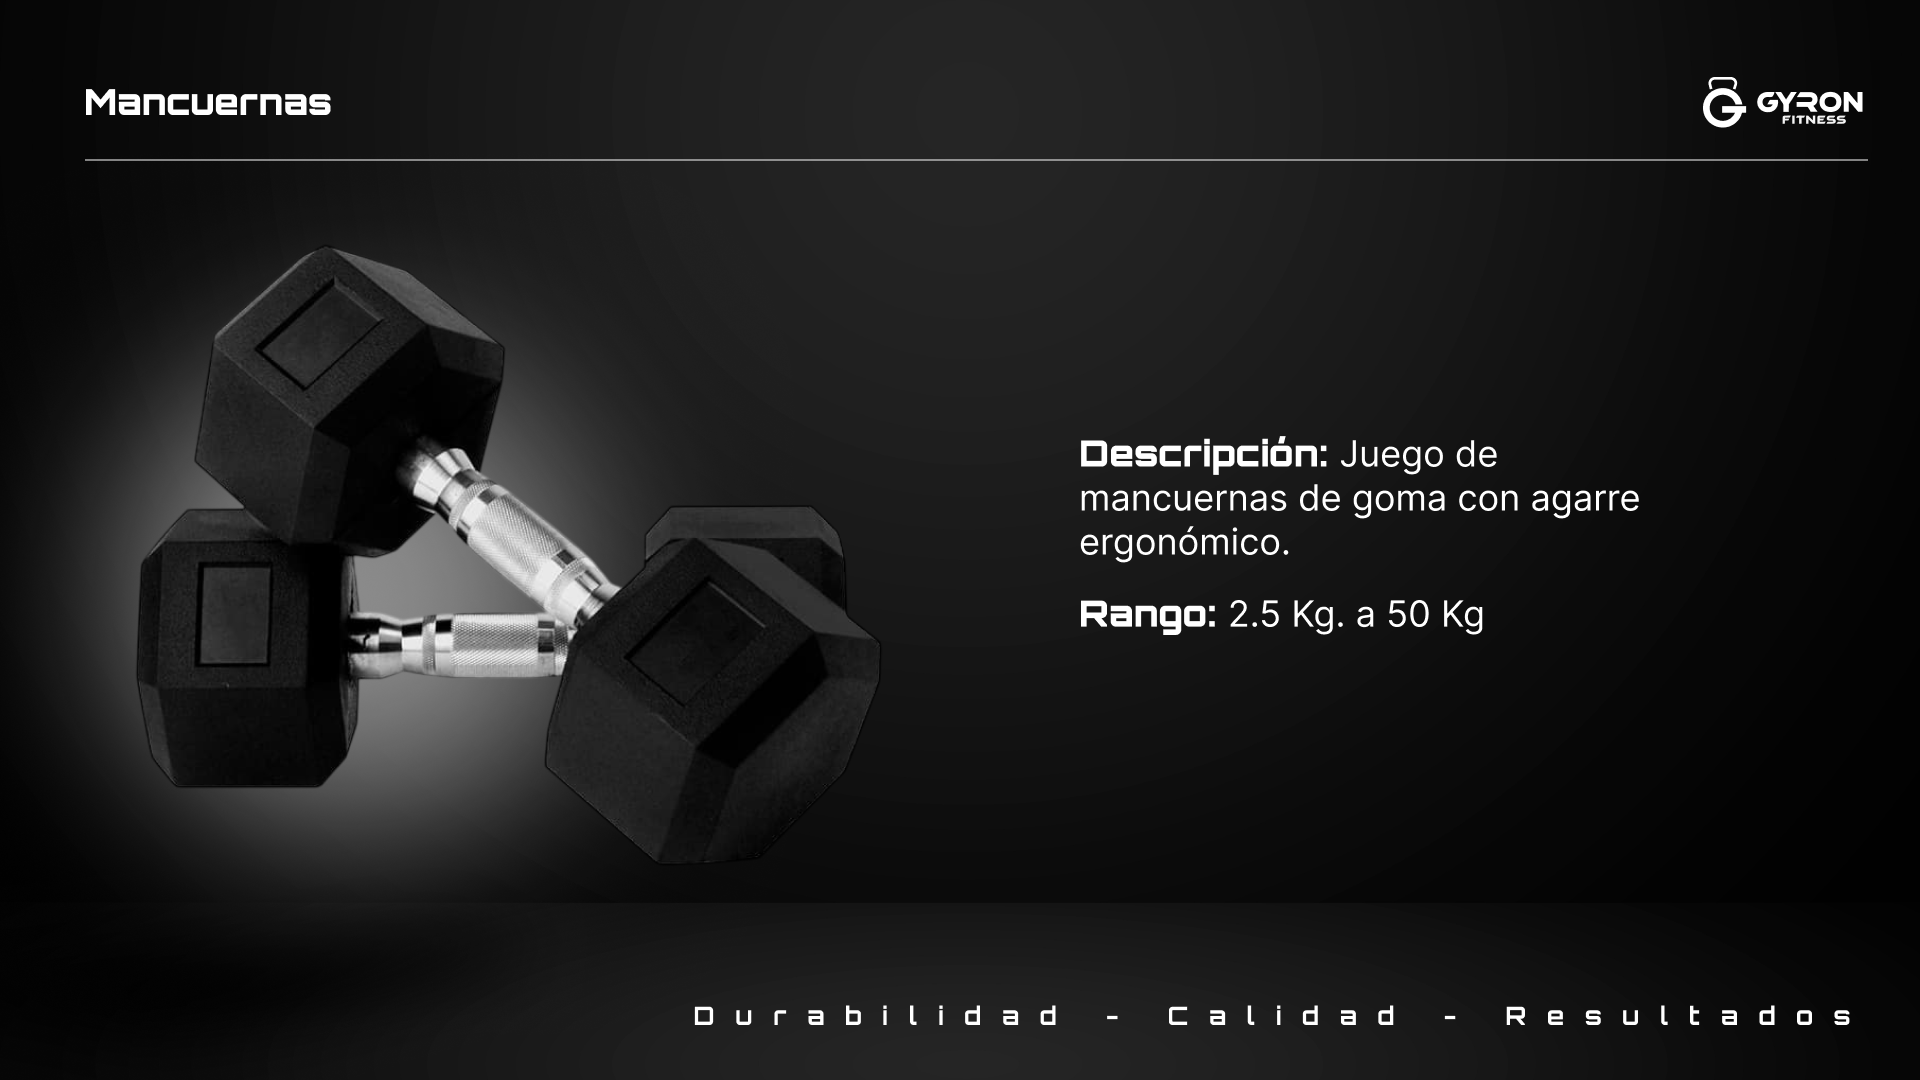 Mancuernas
GYRON
FITNESS
Descripción: Juego de
mancuernas de goma con agarre
ergonómico.
Rango: 2.5 Kg. a 50 Kg
Durabilidad - Calidad - Resultados